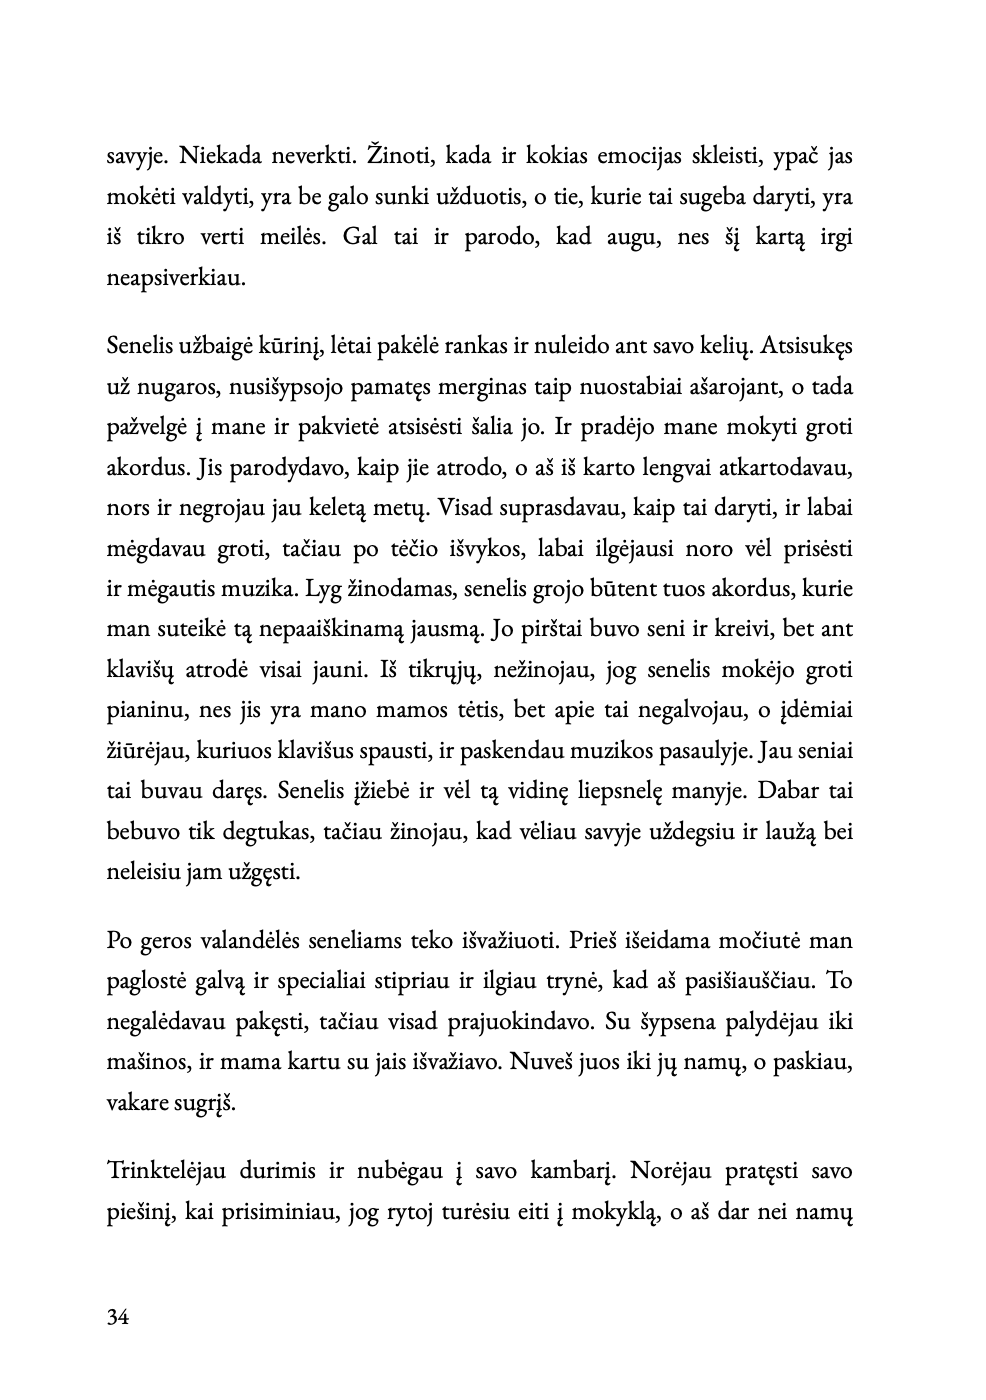 savyje. Niekada neverkti. Žinoti, kada ir kokias emocijas skleisti, ypač jas
mokėti valdyti, yra be galo sunki užduotis, o tie, kurie tai sugeba daryti, yra
iš tikro verti meilės. Gal tai ir parodo, kad augu, nes šį kartą irgi
neapsiverkiau.
Senelis užbaigė kūrinį, lėtai pakėlė rankas ir nuleido ant savo kelių. Atsisukęs
už nugaros, nusišypsojo pamatęs merginas taip nuostabiai ašarojant, o tada
pažvelgė į mane ir pakvietė atsisėsti šalia jo. Ir pradėjo mane mokyti groti
akordus. Jis parodydavo, kaip jie atrodo, o aš iš karto lengvai atkartodavau,
nors ir negrojau jau keletą metų. Visad suprasdavau, kaip tai daryti, ir labai
mėgdavau groti, tačiau po tėčio išvykos, labai ilgėjausi noro vėl prisėsti
ir mėgautis muzika. Lyg žinodamas, senelis grojo būtent tuos akordus, kurie
man suteikė tą nepaaiškinamą jausmą. Jo pirštai buvo seni ir kreivi, bet ant
klavišų atrodė visai jauni. Iš tikrųjų, nežinojau, jog senelis mokėjo groti
pianinu, nes jis yra mano mamos tėtis, bet apie tai negalvojau, o įdėmiai
žiūrėjau, kuriuos klavišus spausti, ir paskendau muzikos pasaulyje. Jau seniai
tai buvau daręs. Senelis įžiebė ir vėl tą vidinę liepsnelę manyje. Dabar tai
bebuvo tik degtukas, tačiau žinojau, kad vėliau savyje uždegsiu ir laužą bei
neleisiu jam užgęsti.
Po geros valandėlės seneliams teko išvažiuoti. Prieš išeidama močiutė man
paglostė galvą ir specialiai stipriau ir ilgiau trynė, kad aš pasišiauščiau. To
negalėdavau pakęsti, tačiau visad prajuokindavo. Su šypsena palydėjau iki
mašinos, ir mama kartu su jais išvažiavo. Nuveš juos iki jų namų, o paskiau,
vakare sugrįš.
Trinktelėjau durimis ir nubėgau į savo kambarį. Norėjau pratęsti savo
piešinį, kai prisiminiau, jog rytoj turėsiu eiti į mokyklą, o aš dar nei namų
34